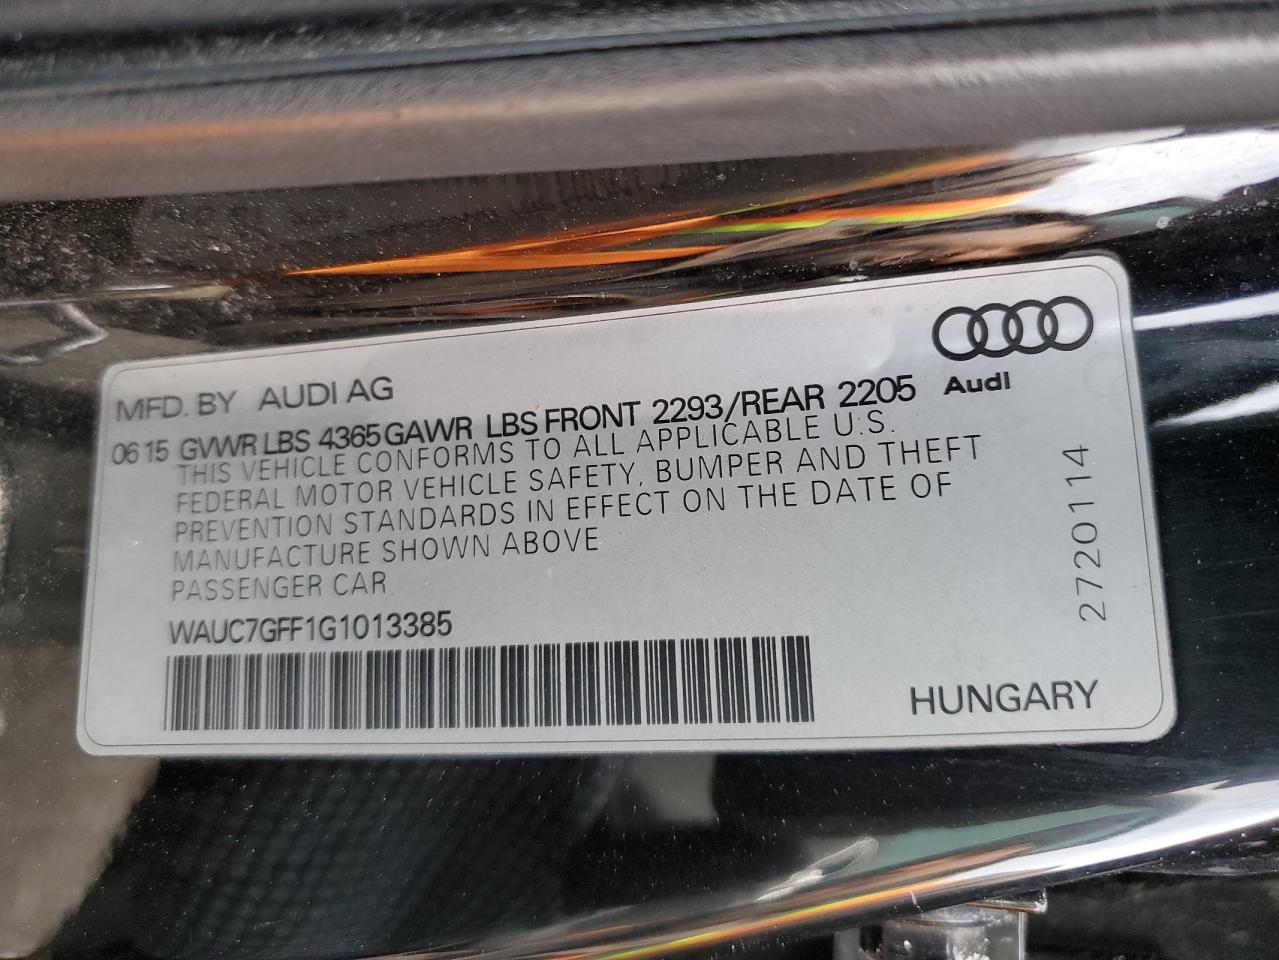 Audi
MFD. BY AUDI AG
06 15 GVWR LBS 4365 GAWR LBS FRONT 2293/REAR 2205
THIS VEHICLE CONFORMS TO ALL APPLICABLE U.S.
FEDERAL MOTOR VEHICLE SAFETY, BUMPER AND THEFT
PREVENTION STANDARDS IN EFFECT ON THE DATE OF
MANUFACTURE SHOWN ABOVE
PASSENGER CAR
WAUC7GFF1G1013385
HUNGARY
2720114